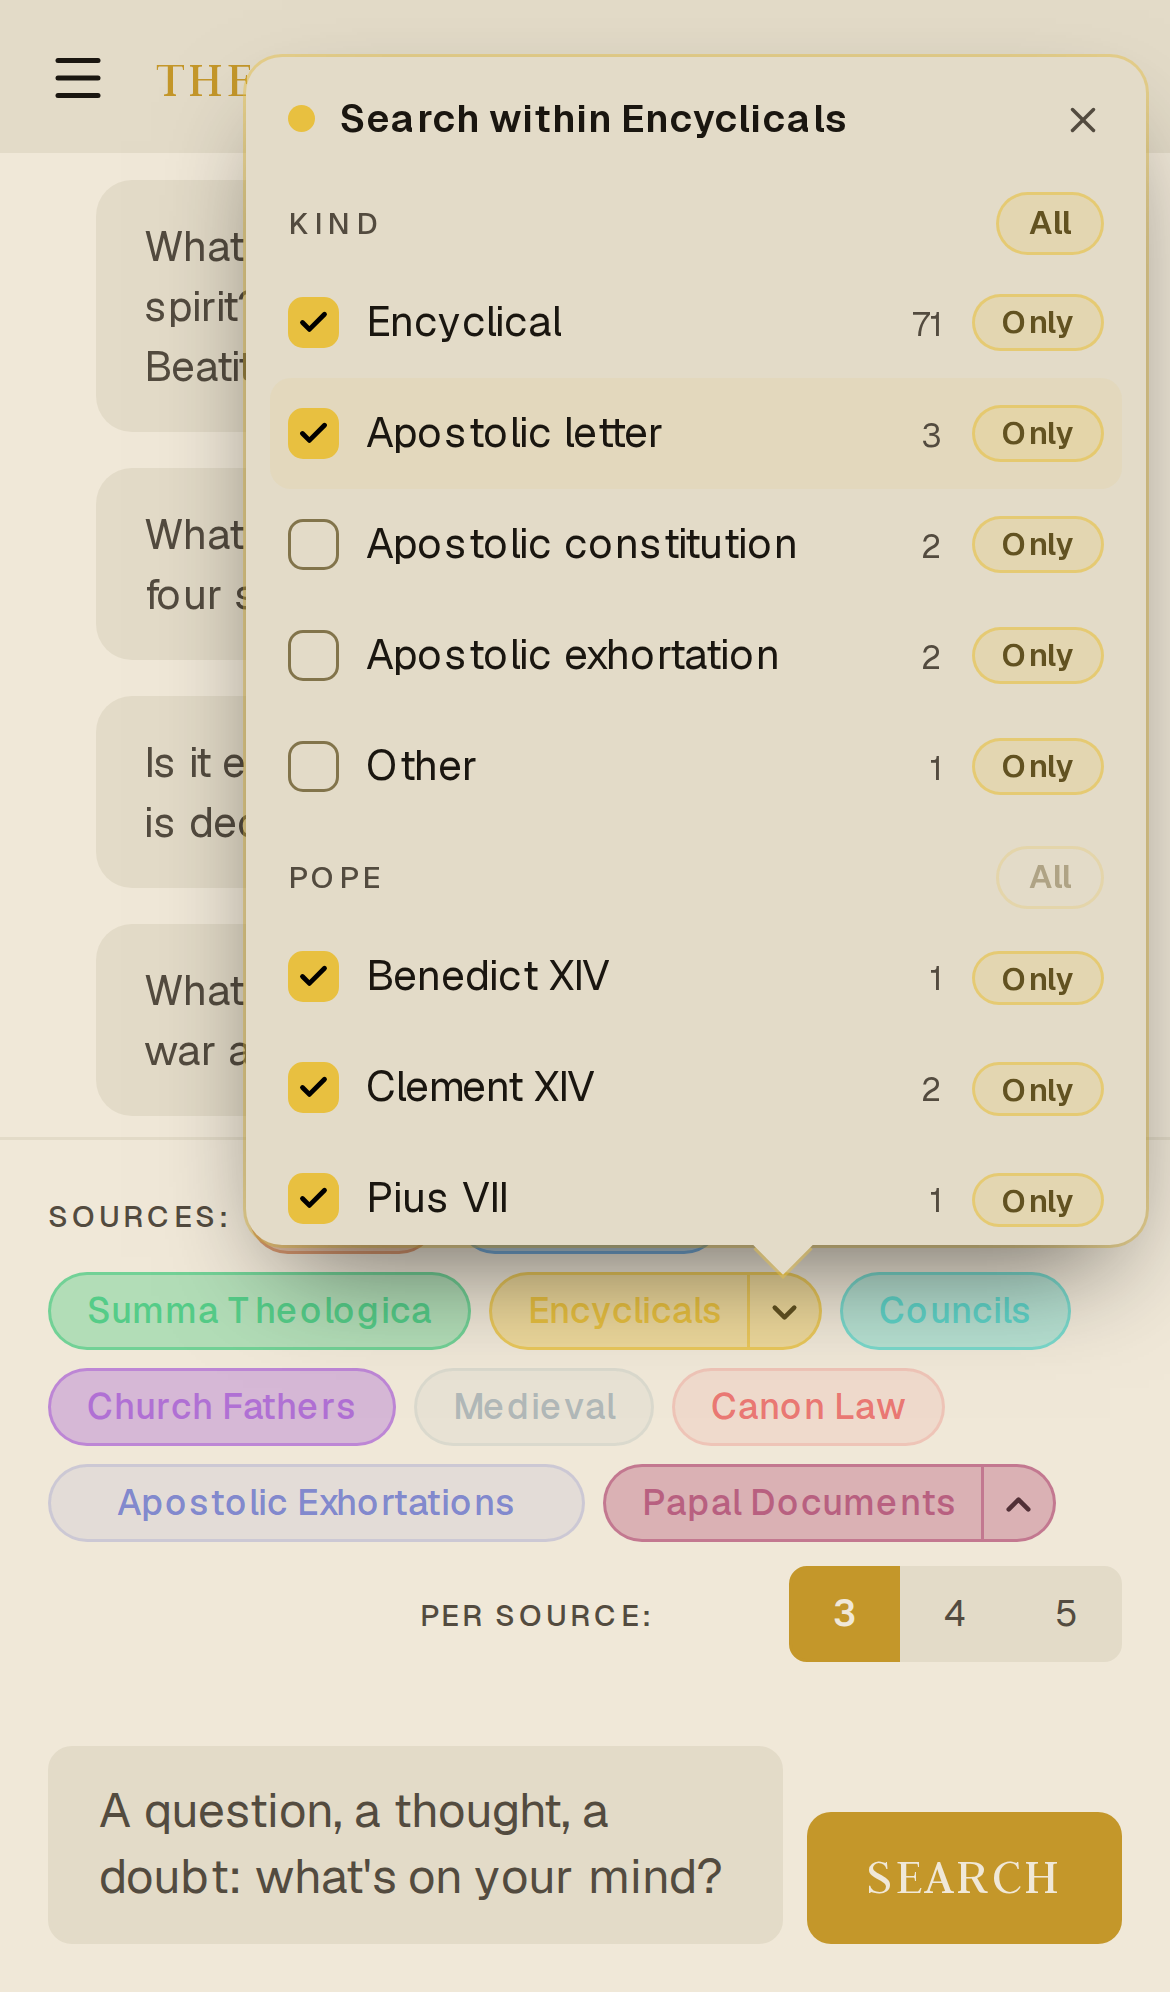 THE
Search within Encyclicals
KIND All
Encyclical 71 Only
Apostolic letter 3 Only
Apostolic constitution 2 Only
Apostolic exhortation 2 Only
Other 1 Only
POPE All
Benedict XIV 1 Only
Clement XIV 2 Only
Pius VII 1 Only
What
spirit?
Beatit
What
four s
Is it e
is dec
What
war a
SOURCES:
Summa Theologica Encyclicals Councils
Church Fathers Medieval Canon Law
Apostolic Exhortations Papal Documents
PER SOURCE: 3 4 5
A question, a thought, a
doubt: what's on your mind?
SEARCH